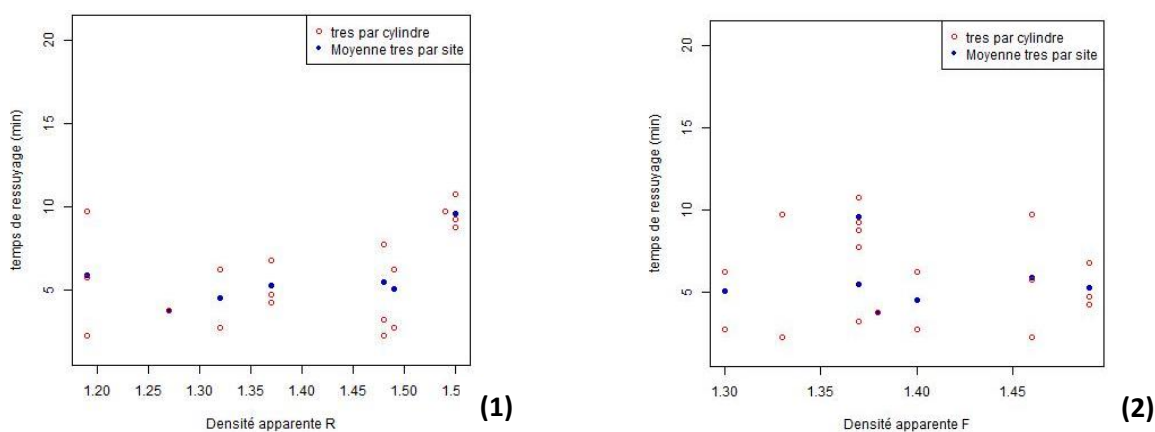 tres par cylindre
Moyenne tres par site
temps de ressuyage (min)
20
15
10
5
1.20 1.25 1.30 1.35 1.40 1.45 1.50 1.5
Densité apparente R
(1)
tres par cylindre
Moyenne tres par site
temps de ressuyage (min)
20
15
10
5
1.30 1.35 1.40 1.45
Densité apparente F
(2)